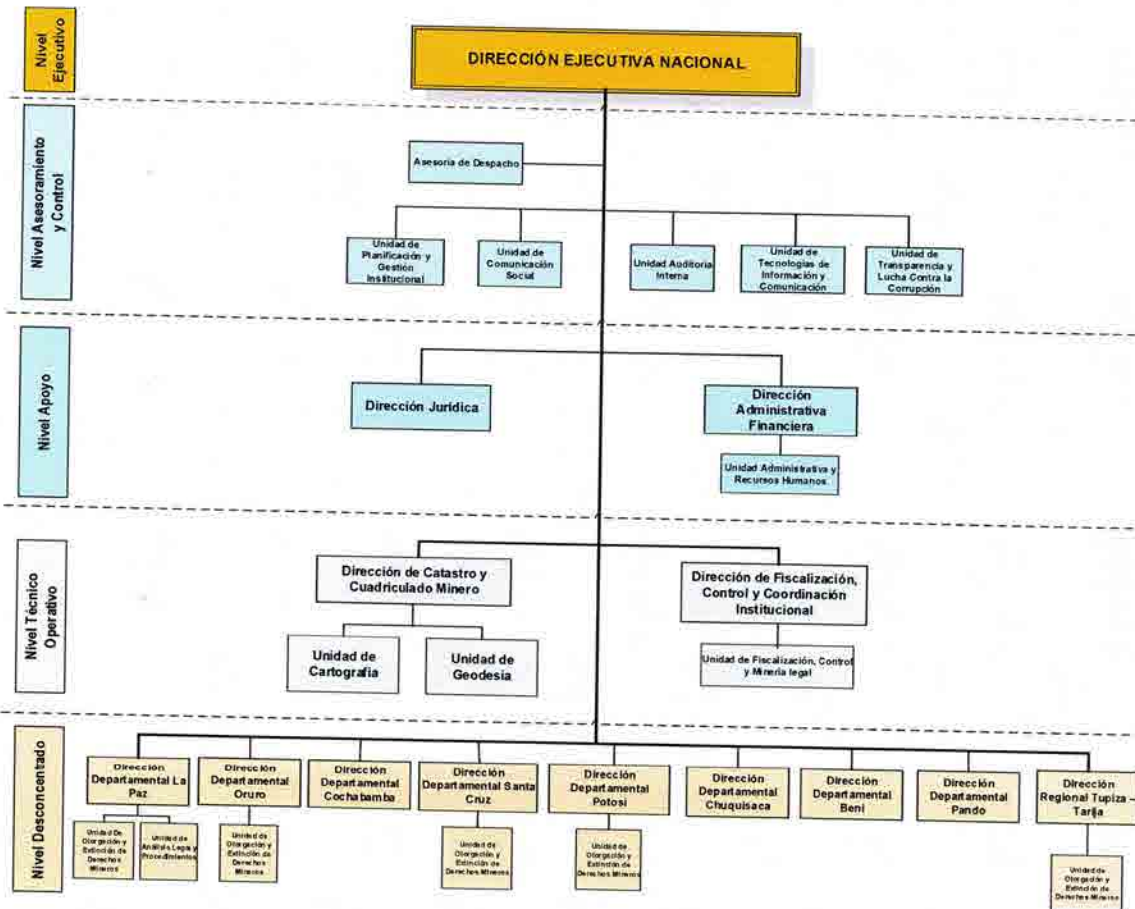 Nivel
Ejecutivo
DIRECCIÓN EJECUTIVA NACIONAL
Nivel Asesoramiento
y Control
Asesoria de Despacho
Unidad de
Planificación y
Gestión
Institucional
Unidad de
Comunicación
Social
Unidad Auditoria
Interna
Unidad de
Tecnologías de
Información y
Comunicación
Unidad de
Transparencia y
Lucha Contra la
Corrupción
Nivel Apoyo
Dirección Jurídica
Dirección
Administrativa
Financiera
Unidad Administrativa y
Recursos Humanos
Nivel Técnico
Operativo
Dirección de Catastro y
Cuadriculado Minero
Unidad de
Cartografía
Unidad de
Geodesia
Dirección de Fiscalización,
Control y Coordinación
Institucional
Unidad de Fiscalización, Control
y Minería legal
Nivel Desconcentrado
Dirección
Departamental La
Paz
Unidad De
Otorgación y
Extinción de
Derechos
Mineros
Unidad de
Análisis Legal
y Procedimientos
Dirección
Departamental
Oruro
Unidad de
Otorgación y
Extinción de
Derechos
Mineros
Dirección
Departamental
Cochabamba
Dirección
Departamental Santa
Cruz
Unidad de
Otorgación y
Extinción de
Derechos Mineros
Dirección
Departamental
Potosí
Unidad de
Otorgación y
Extinción de
Derechos Mineros
Dirección
Departamental
Chuquisaca
Dirección
Departamental
Beni
Dirección
Departamental
Pando
Dirección
Regional Tupiza –
Tarija
Unidad de
Otorgación y
Extinción de
Derechos Mineros